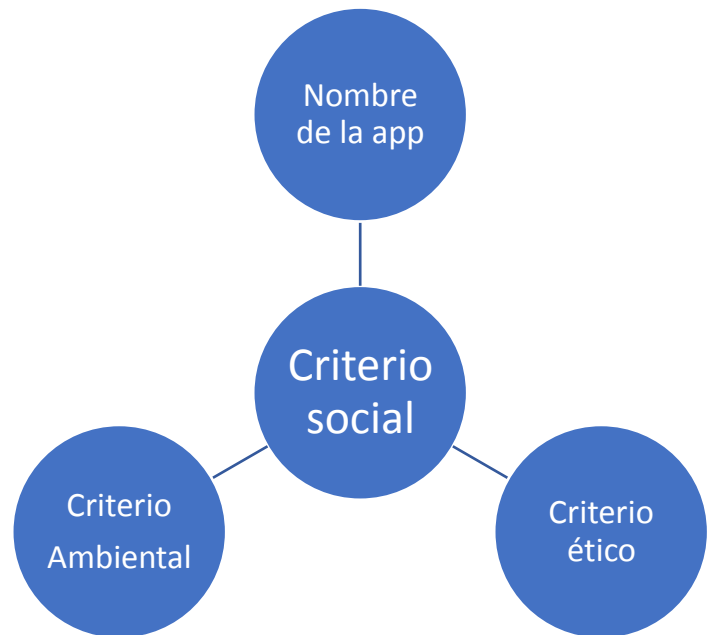 Nombre
de la app
Criterio
social
Criterio
Ambiental
Criterio
ético